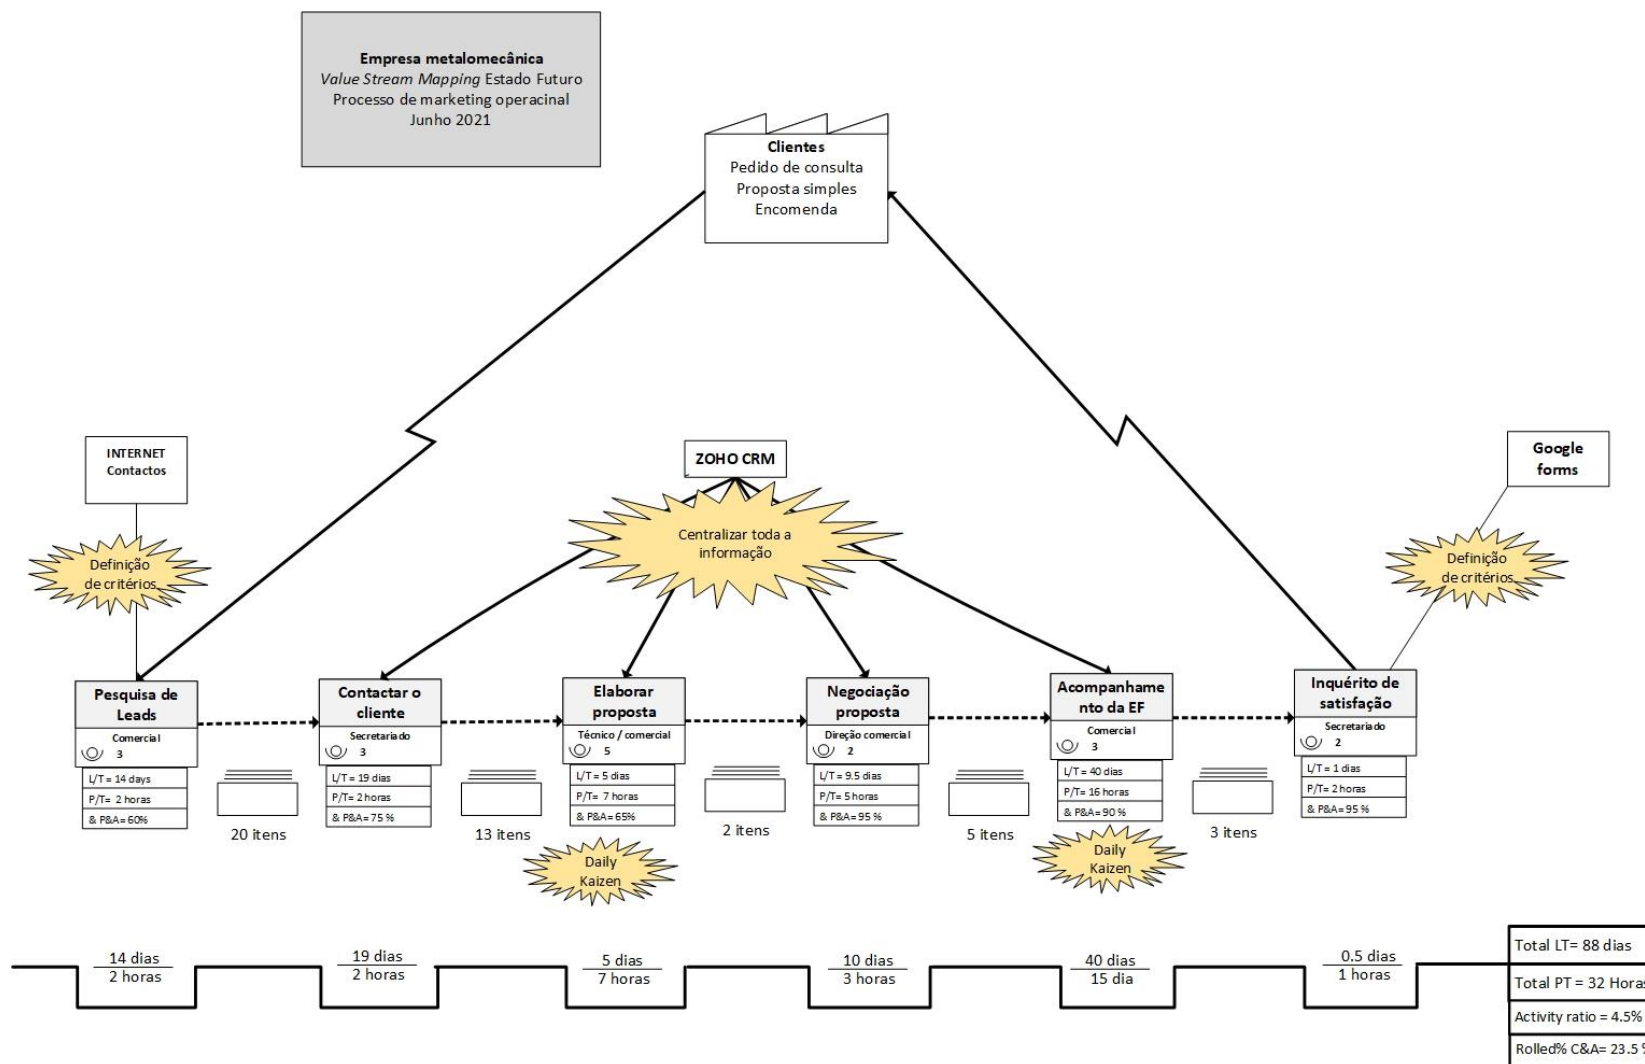 Empresa metalomecânica
Value Stream Mapping Estado Futuro
Processo de marketing operacinal
Junho 2021
Clientes
Pedido de consulta
Proposta simples
Encomenda
INTERNET
Contactos
ZOHO CRM
Google
forms
Centralizar toda a
informação
Definição
de critérios
Definição
de critérios
Pesquisa de
Leads
Comercial
3
L/T = 14 days
P/T= 2 horas
& P&A= 60%
20 itens
Contactar o
cliente
Secretariado
3
L/T = 19 dias
P/T= 2 horas
& P&A= 75 %
13 itens
Elaborar
proposta
Técnico / comercial
5
L/T = 5 dias
P/T= 7 horas
& P&A= 65%
2 itens
Negociação
proposta
Direção comercial
2
L/T = 9.5 dias
P/T= 5 horas
& P&A= 95 %
5 itens
Acompanhame
nto da EF
Comercial
3
L/T = 40 dias
P/T= 16 horas
& P&A= 90 %
3 itens
Inquérito de
satisfação
Secretariado
2
L/T = 1 dias
P/T= 2 horas
& P&A= 95 %
Daily
Kaizen
Daily
Kaizen
14 dias
2 horas
19 dias
2 horas
5 dias
7 horas
10 dias
3 horas
40 dias
15 dia
0.5 dias
1 horas
Total LT= 88 dias
Total PT = 32 Horas
Activity ratio = 4.5%
Rolled% C&A= 23.5 %